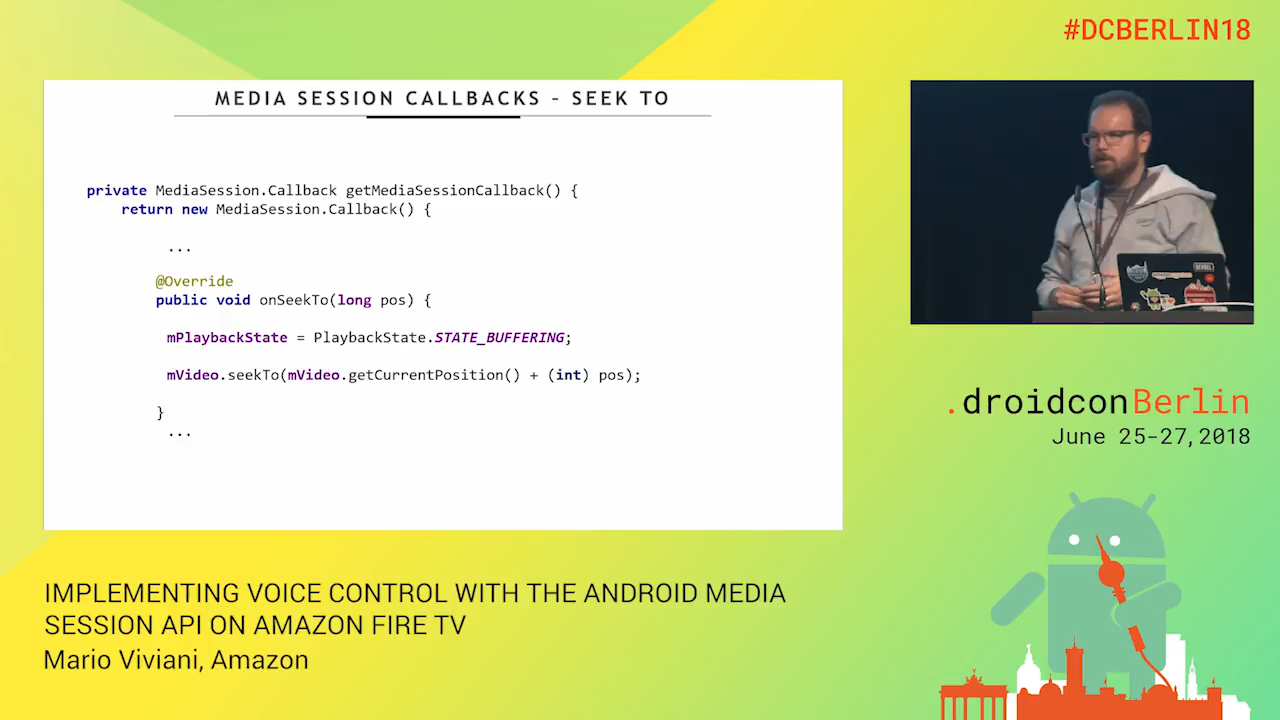 #DCBERLIN18
MEDIA SESSION CALLBACKS - SEEK TO
private MediaSession.Callback getMediaSessionCallback() {
return new MediaSession.Callback() {
...
@Override
public void onSeekTo(long pos) {
mPlaybackState = PlaybackState.STATE_BUFFERING;
mVideo.seekTo(mVideo.getCurrentPosition() + (int) pos);
}
...
.droidconBerlin
June 25-27,2018
IMPLEMENTING VOICE CONTROL WITH THE ANDROID MEDIA
SESSION API ON AMAZON FIRE TV
Mario Viviani, Amazon